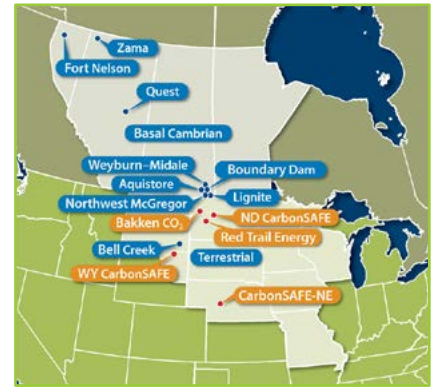 Zama
Fort Nelson
Quest
Basal Cambrian
Weyburn–Midale
Boundary Dam
Aquistore
Lignite
Northwest McGregor
Bakken CO₂
ND CarbonSAFE
Red Trail Energy
Bell Creek
Terrestrial
WY CarbonSAFE
CarbonSAFE-NE